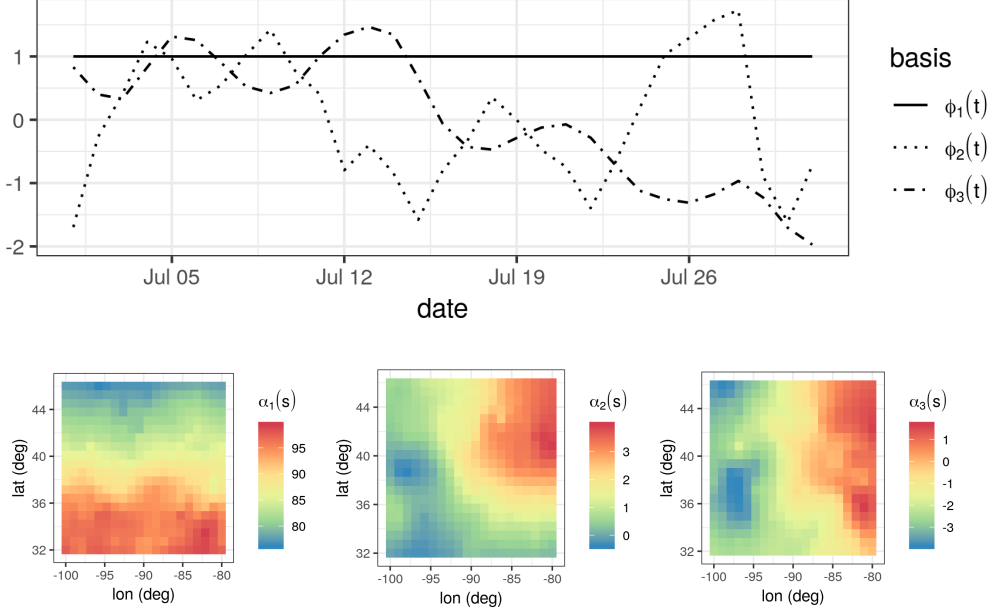 1
0
-1
-2
Jul 05 Jul 12 Jul 19 Jul 26
date
basis
ϕ1(t)
ϕ2(t)
ϕ3(t)
44
40
36
32
lat (deg)
-100 -95 -90 -85 -80
lon (deg)
α1(s)
95
90
85
80
44
40
36
32
lat (deg)
-100 -95 -90 -85 -80
lon (deg)
α2(s)
3
2
1
0
44
40
36
32
lat (deg)
-100 -95 -90 -85 -80
lon (deg)
α3(s)
1
0
-1
-2
-3